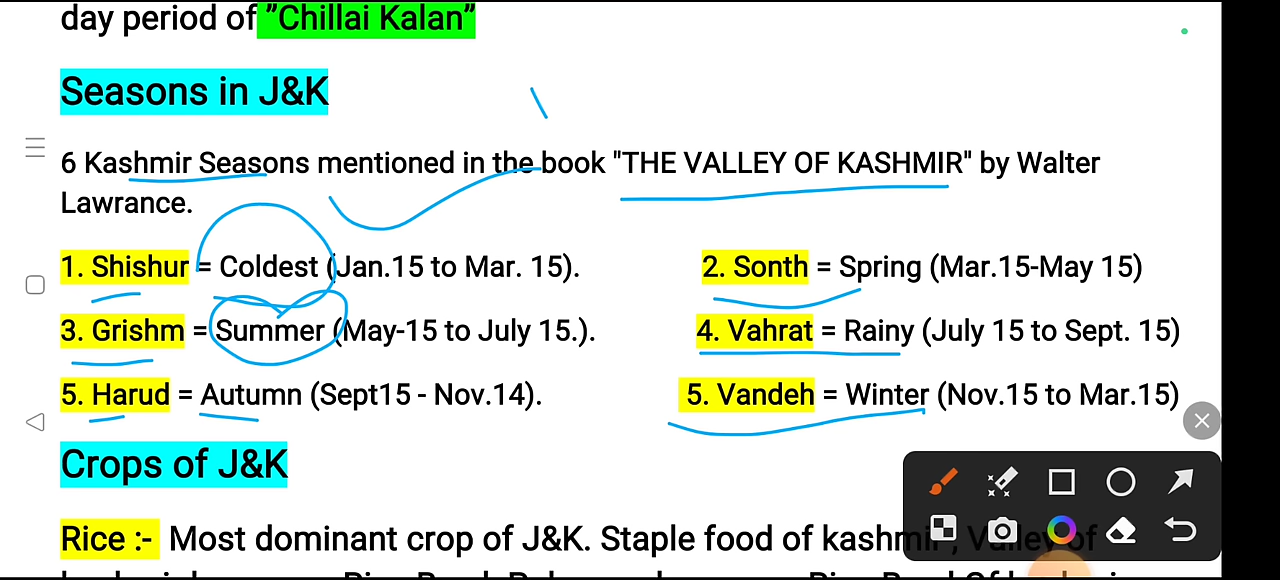 day period of "Chillai Kalan"
Seasons in J&K
6 Kashmir Seasons mentioned in the book "THE VALLEY OF KASHMIR" by Walter
Lawrance.
1. Shishur = Coldest (Jan.15 to Mar. 15).
2. Sonth = Spring (Mar.15-May 15)
3. Grishm = Summer (May-15 to July 15.).
4. Vahrat = Rainy (July 15 to Sept. 15)
5. Harud = Autumn (Sept15 - Nov.14).
5. Vandeh = Winter (Nov.15 to Mar.15)
Crops of J&K
Rice :- Most dominant crop of J&K. Staple food of kashmir, Valley of